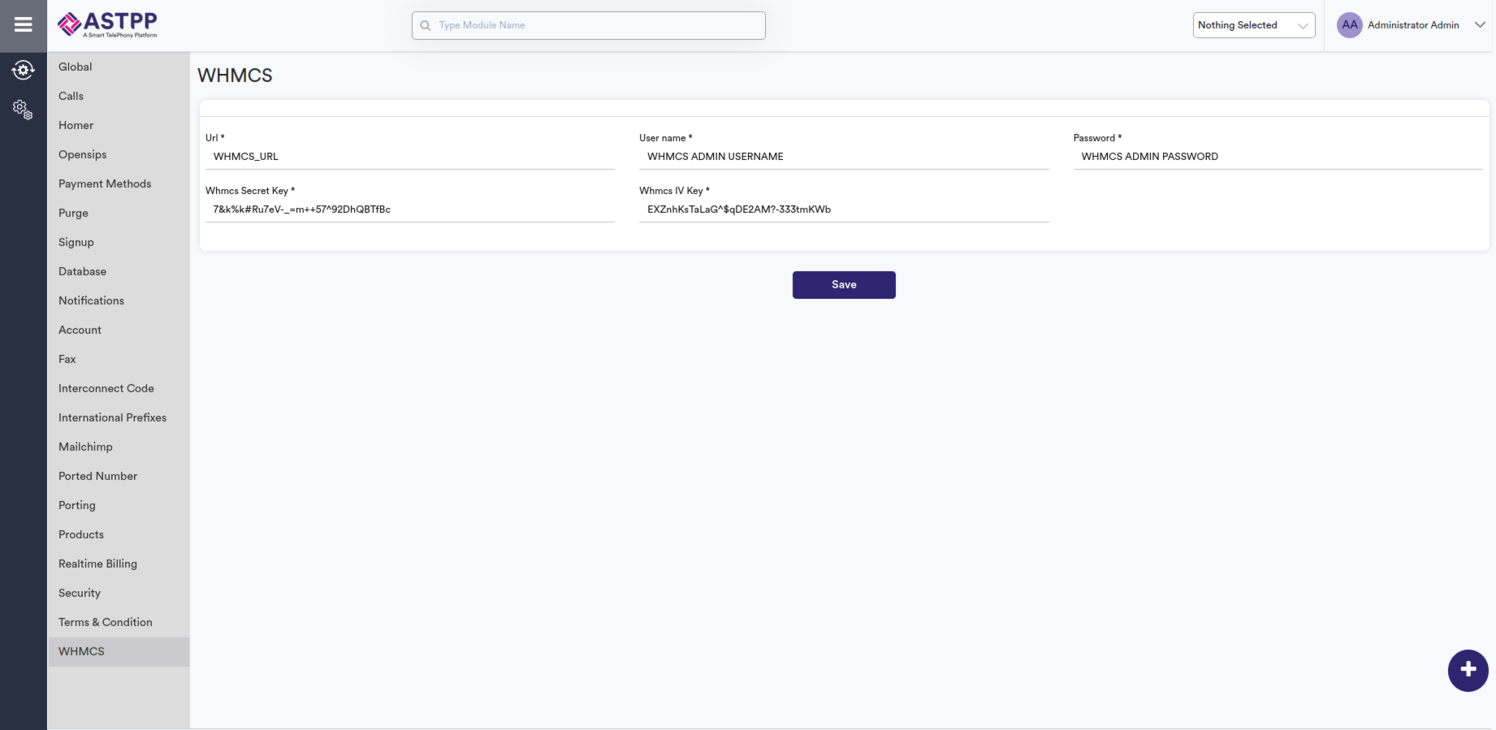 ASTPP
A Smart TelePhony Platform
Type Module Name
Nothing Selected
AA
Administrator Admin
Global
Calls
Homer
Opensips
Payment Methods
Purge
Signup
Database
Notifications
Account
Fax
Interconnect Code
International Prefixes
Mailchimp
Ported Number
Porting
Products
Realtime Billing
Security
Terms & Condition
WHMCS
WHMCS
Url *
WHMCS_URL
User name *
WHMCS ADMIN USERNAME
Password *
WHMCS ADMIN PASSWORD
Whmcs Secret Key *
7&k%k#Ru7eV-_=m++57^92DhQBTfBc
Whmcs IV Key *
EXZnhKsTaLaG^$qDE2AM?-333tmKWb
Save